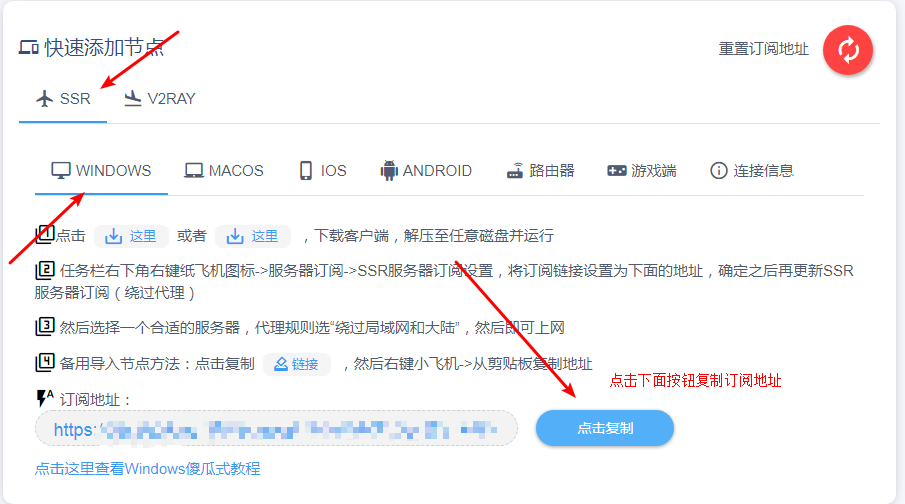 快速添加节点
重置订阅地址
SSR V2RAY
WINDOWS MACOS IOS ANDROID 路由器 游戏端 连接信息
1 点击 这里 或者 这里 ，下载客户端，解压至任意磁盘并运行
2 任务栏右下角右键纸飞机图标->服务器订阅->SSR服务器订阅设置，将订阅链接设置为下面的地址，确定之后再更新SSR
服务器订阅（绕过代理）
3 然后选择一个合适的服务器，代理规则选“绕过局域网和大陆”，然后即可上网
4 备用导入节点方法：点击复制 链接 ，然后右键小飞机->从剪贴板复制地址
点击下面按钮复制订阅地址
A 订阅地址：
https:
点击复制
点击这里查看Windows傻瓜式教程